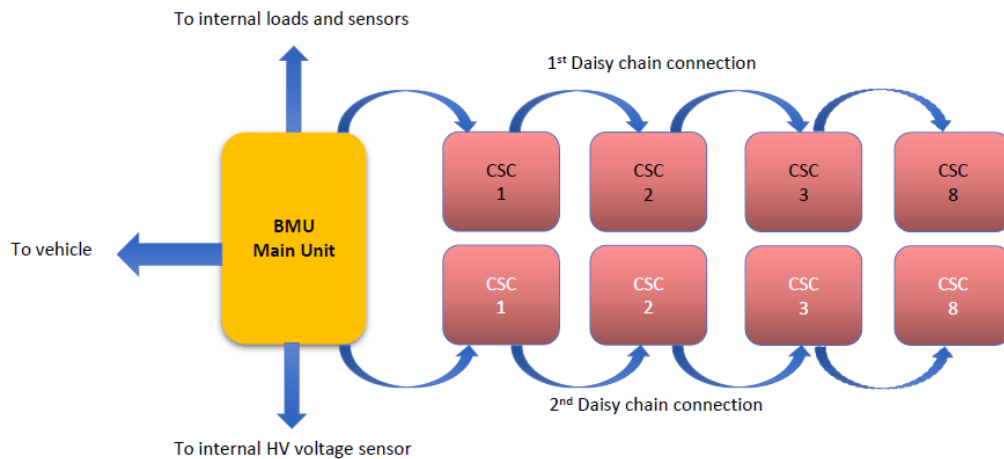 To internal loads and sensors
1st Daisy chain connection
CSC
1
CSC
2
CSC
3
CSC
8
BMU
Main Unit
To vehicle
CSC
1
CSC
2
CSC
3
CSC
8
2nd Daisy chain connection
To internal HV voltage sensor